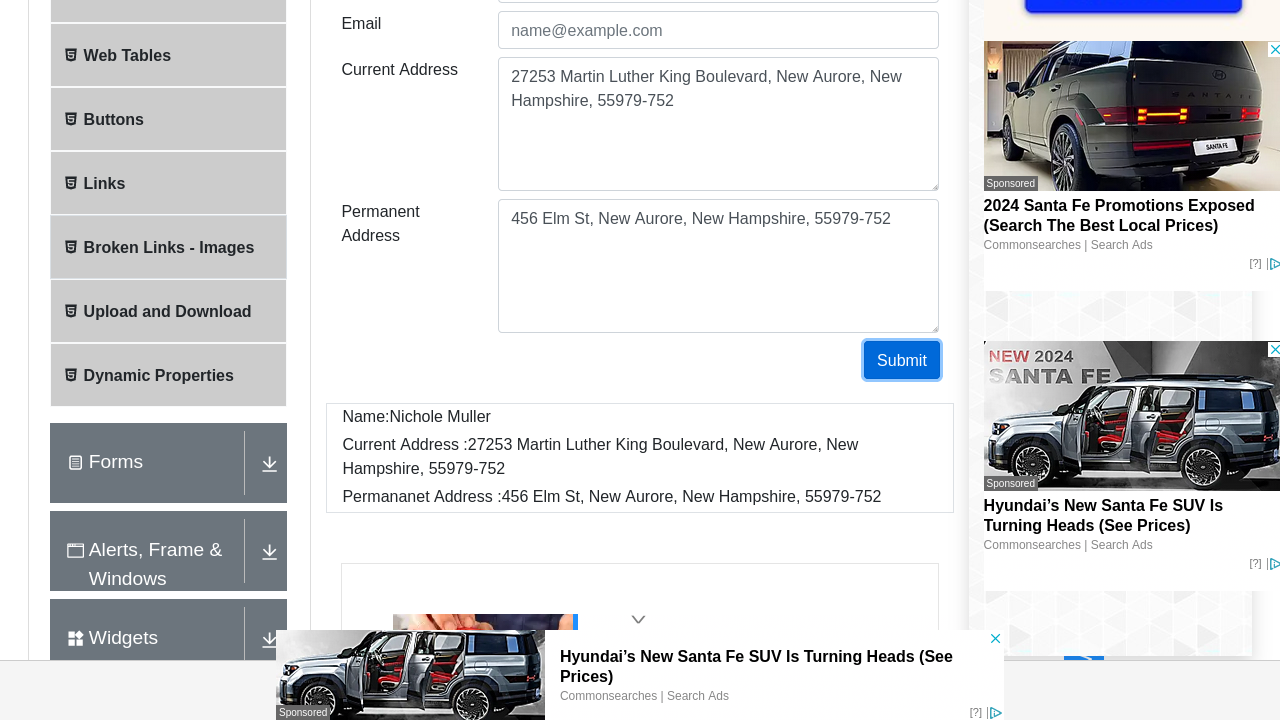 Web Tables
Buttons
Links
Broken Links - Images
Upload and Download
Dynamic Properties
Forms
Alerts, Frame &
Windows
Widgets
Email
name@example.com
Current Address
27253 Martin Luther King Boulevard, New Aurore, New
Hampshire, 55979-752
Permanent
Address
456 Elm St, New Aurore, New Hampshire, 55979-752
Submit
Name:Nichole Muller
Current Address :27253 Martin Luther King Boulevard, New Aurore, New
Hampshire, 55979-752
Permananet Address :456 Elm St, New Aurore, New Hampshire, 55979-752
SANTA FE
Sponsored
2024 Santa Fe Promotions Exposed
(Search The Best Local Prices)
Commonsearches | Search Ads
[?]
NEW 2024
SANTA FE
Sponsored
Hyundai’s New Santa Fe SUV Is
Turning Heads (See Prices)
Commonsearches | Search Ads
[?]
Sponsored
Hyundai’s New Santa Fe SUV Is Turning Heads (See
Prices)
Commonsearches | Search Ads
[?]